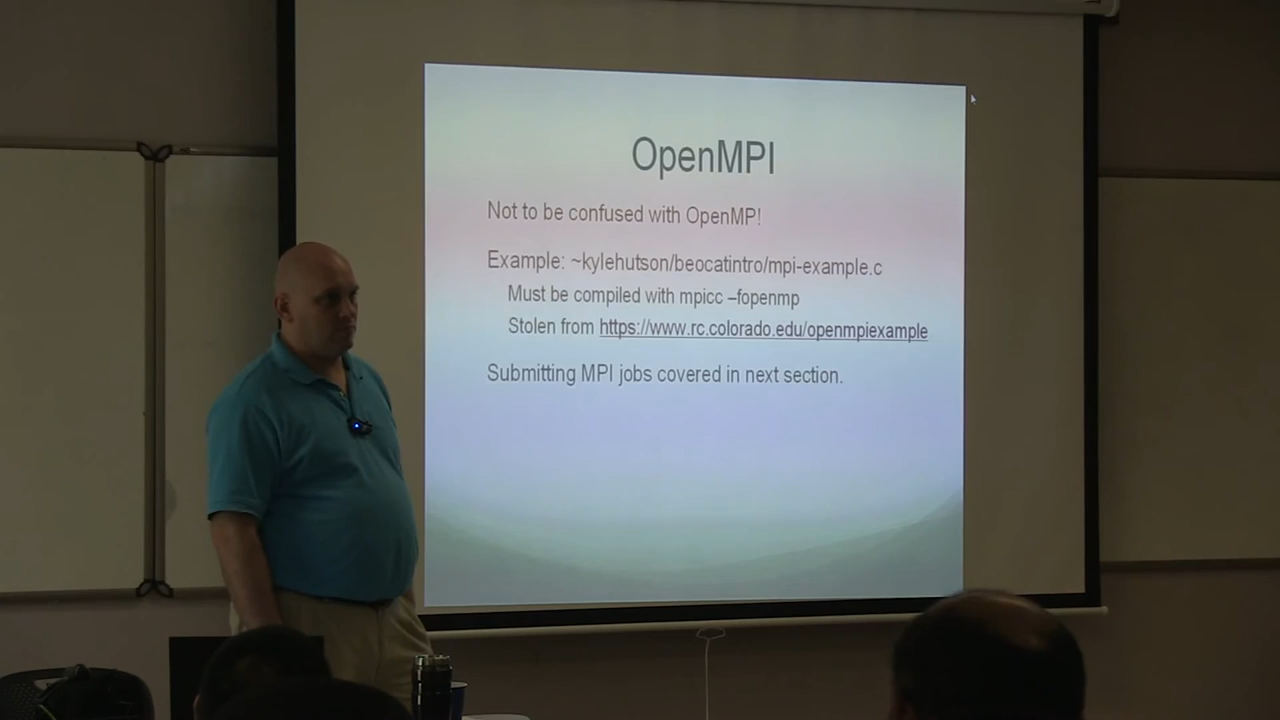 OpenMPI
Not to be confused with OpenMP!
Example: ~kylehutson/beocatintro/mpi-example.c
Must be compiled with mpicc –fopenmp
Stolen from https://www.rc.colorado.edu/openmpiexample
Submitting MPI jobs covered in next section.